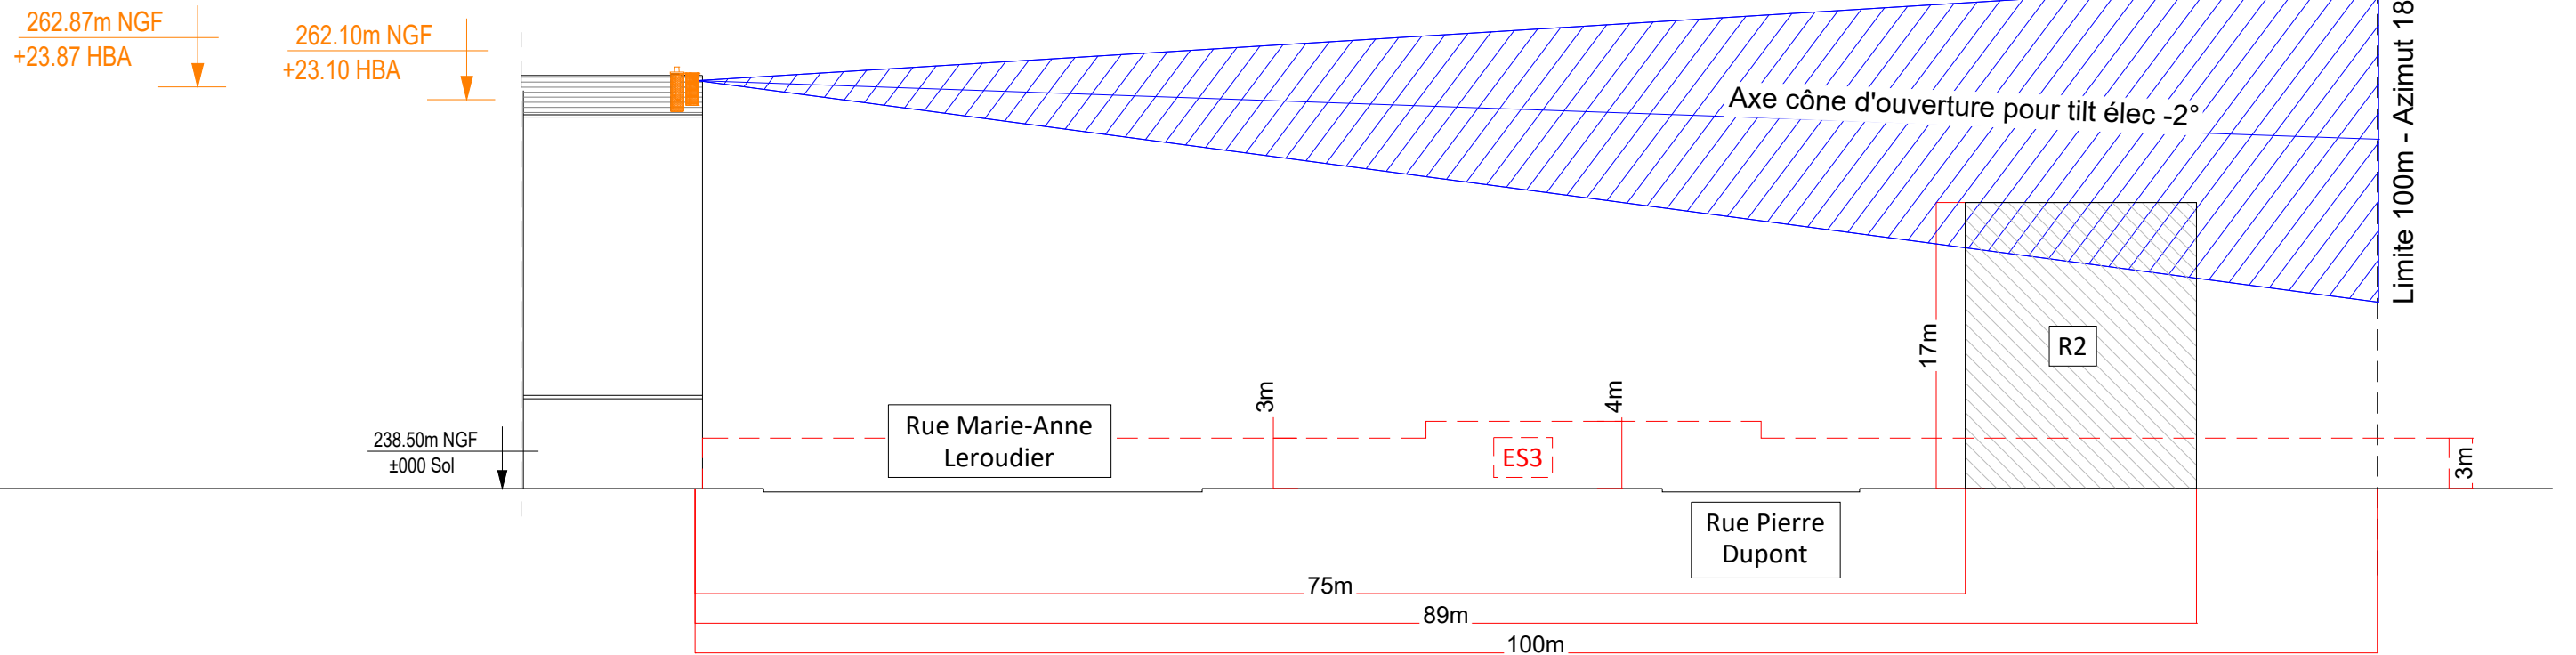 262.87m NGF
+23.87 HBA
262.10m NGF
+23.10 HBA
Axe cône d'ouverture pour tilt élec -2°
Limite 100m - Azimut 18
238.50m NGF
±000 Sol
Rue Marie-Anne
Leroudier
3m
ES3
4m
17m
R2
3m
Rue Pierre
Dupont
75m
89m
100m